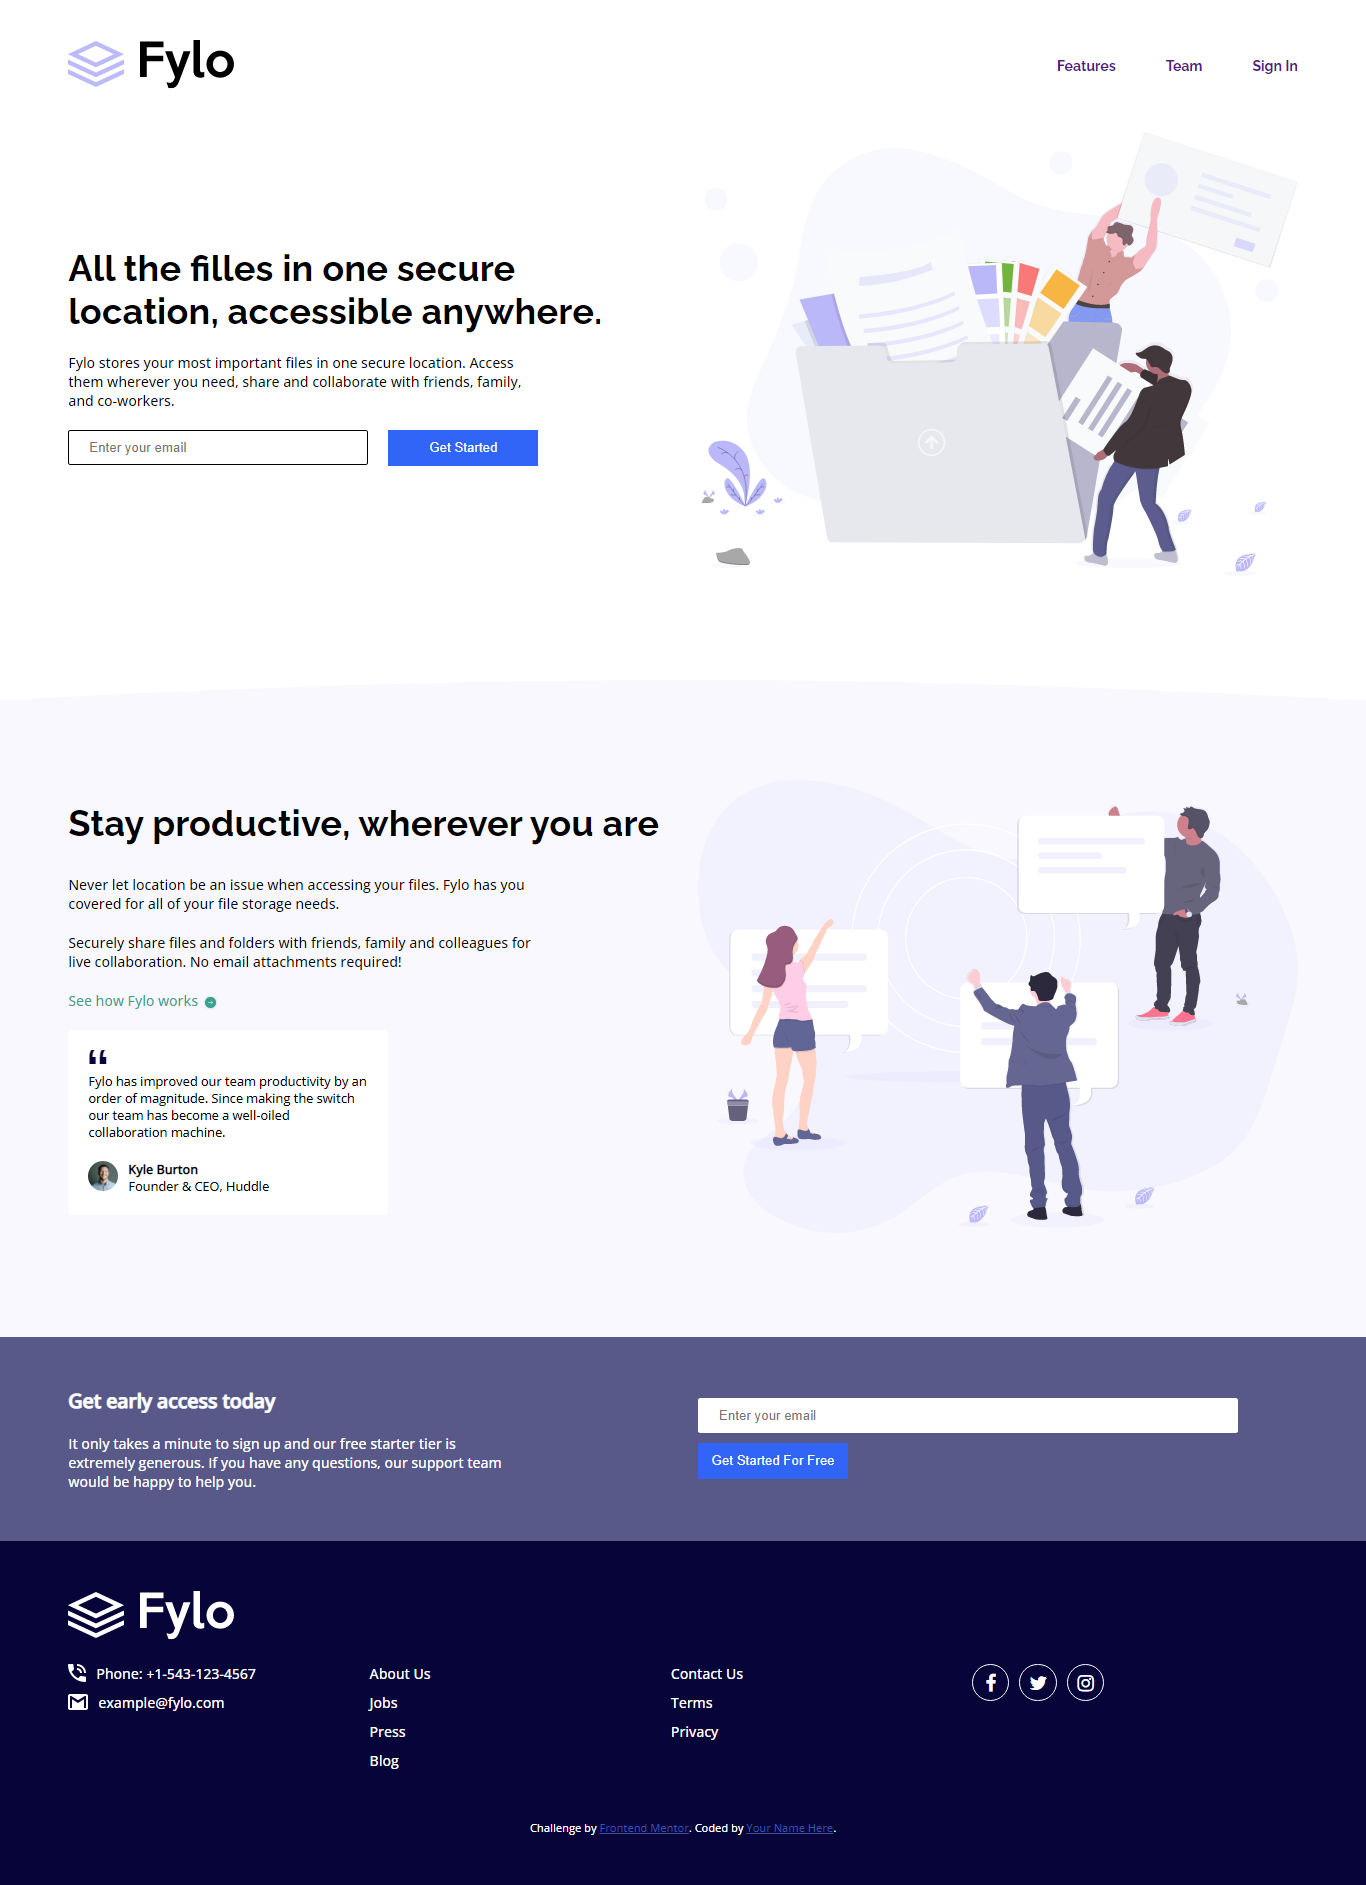 Fylo
Features Team Sign In
All the filles in one secure
location, accessible anywhere.
Fylo stores your most important files in one secure location. Access
them wherever you need, share and collaborate with friends, family,
and co-workers.
Enter your email Get Started
Stay productive, wherever you are
Never let location be an issue when accessing your files. Fylo has you
covered for all of your file storage needs.
Securely share files and folders with friends, family and colleagues for
live collaboration. No email attachments required!
See how Fylo works
“
Fylo has improved our team productivity by an
order of magnitude. Since making the switch
our team has become a well-oiled
collaboration machine.
Kyle Burton
Founder & CEO, Huddle
Get early access today
It only takes a minute to sign up and our free starter tier is
extremely generous. If you have any questions, our support team
would be happy to help you.
Enter your email
Get Started For Free
Fylo
Phone: +1-543-123-4567
example@fylo.com
About Us
Jobs
Press
Blog
Contact Us
Terms
Privacy
Challenge by Frontend Mentor. Coded by Your Name Here.